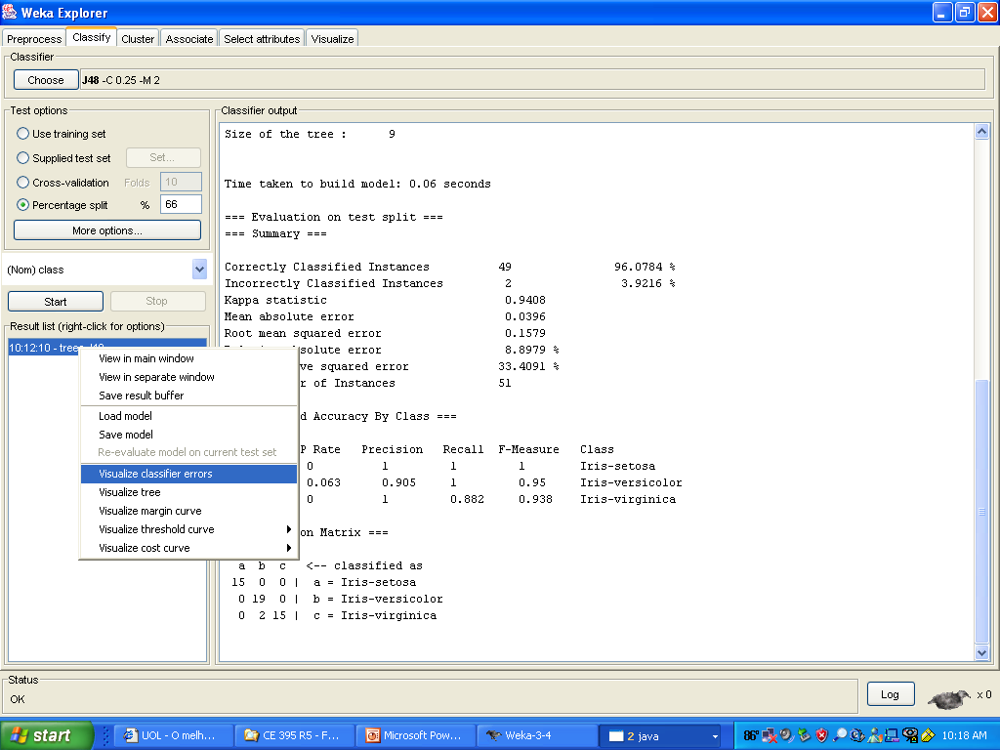 Weka Explorer
Preprocess Classify Cluster Associate Select attributes Visualize
Classifier
Choose J48 -C 0.25 -M 2
Test options
Use training set
Supplied test set Set...
Cross-validation Folds 10
Percentage split % 66
More options...
(Nom) class
Start Stop
Result list (right-click for options)
10:12:10 - trees.J48
View in main window
View in separate window
Save result buffer
Load model
Save model
Re-evaluate model on current test set
Visualize classifier errors
Visualize tree
Visualize margin curve
Visualize threshold curve
Visualize cost curve
Classifier output
Size of the tree : 9
Time taken to build model: 0.06 seconds
=== Evaluation on test split ===
=== Summary ===
Correctly Classified Instances 49 96.0784 %
Incorrectly Classified Instances 2 3.9216 %
Kappa statistic 0.9408
Mean absolute error 0.0396
Root mean squared error 0.1579
absolute error 8.8979 %
ve squared error 33.4091 %
r of Instances 51
d Accuracy By Class ===
P Rate Precision Recall F-Measure Class
0 1 1 1 Iris-setosa
0.063 0.905 1 0.95 Iris-versicolor
0 1 0.882 0.938 Iris-virginica
on Matrix ===
a b c <-- classified as
15 0 0 | a = Iris-setosa
0 19 0 | b = Iris-versicolor
0 2 15 | c = Iris-virginica
Status
OK
Log x 0
start UOL - O melh... CE 395 R5 - F... Microsoft Pow... Weka-3-4 2 java 86° 10:18 AM